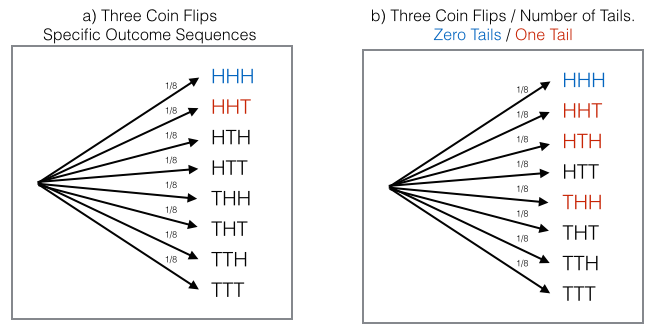 a) Three Coin Flips
Specific Outcome Sequences
1/8
1/8
1/8
1/8
1/8
1/8
1/8
1/8
HHH
HHT
HTH
HTT
THH
THT
TTH
TTT
b) Three Coin Flips / Number of Tails.
Zero Tails / One Tail
1/8
1/8
1/8
1/8
1/8
1/8
1/8
1/8
HHH
HHT
HTH
HTT
THH
THT
TTH
TTT